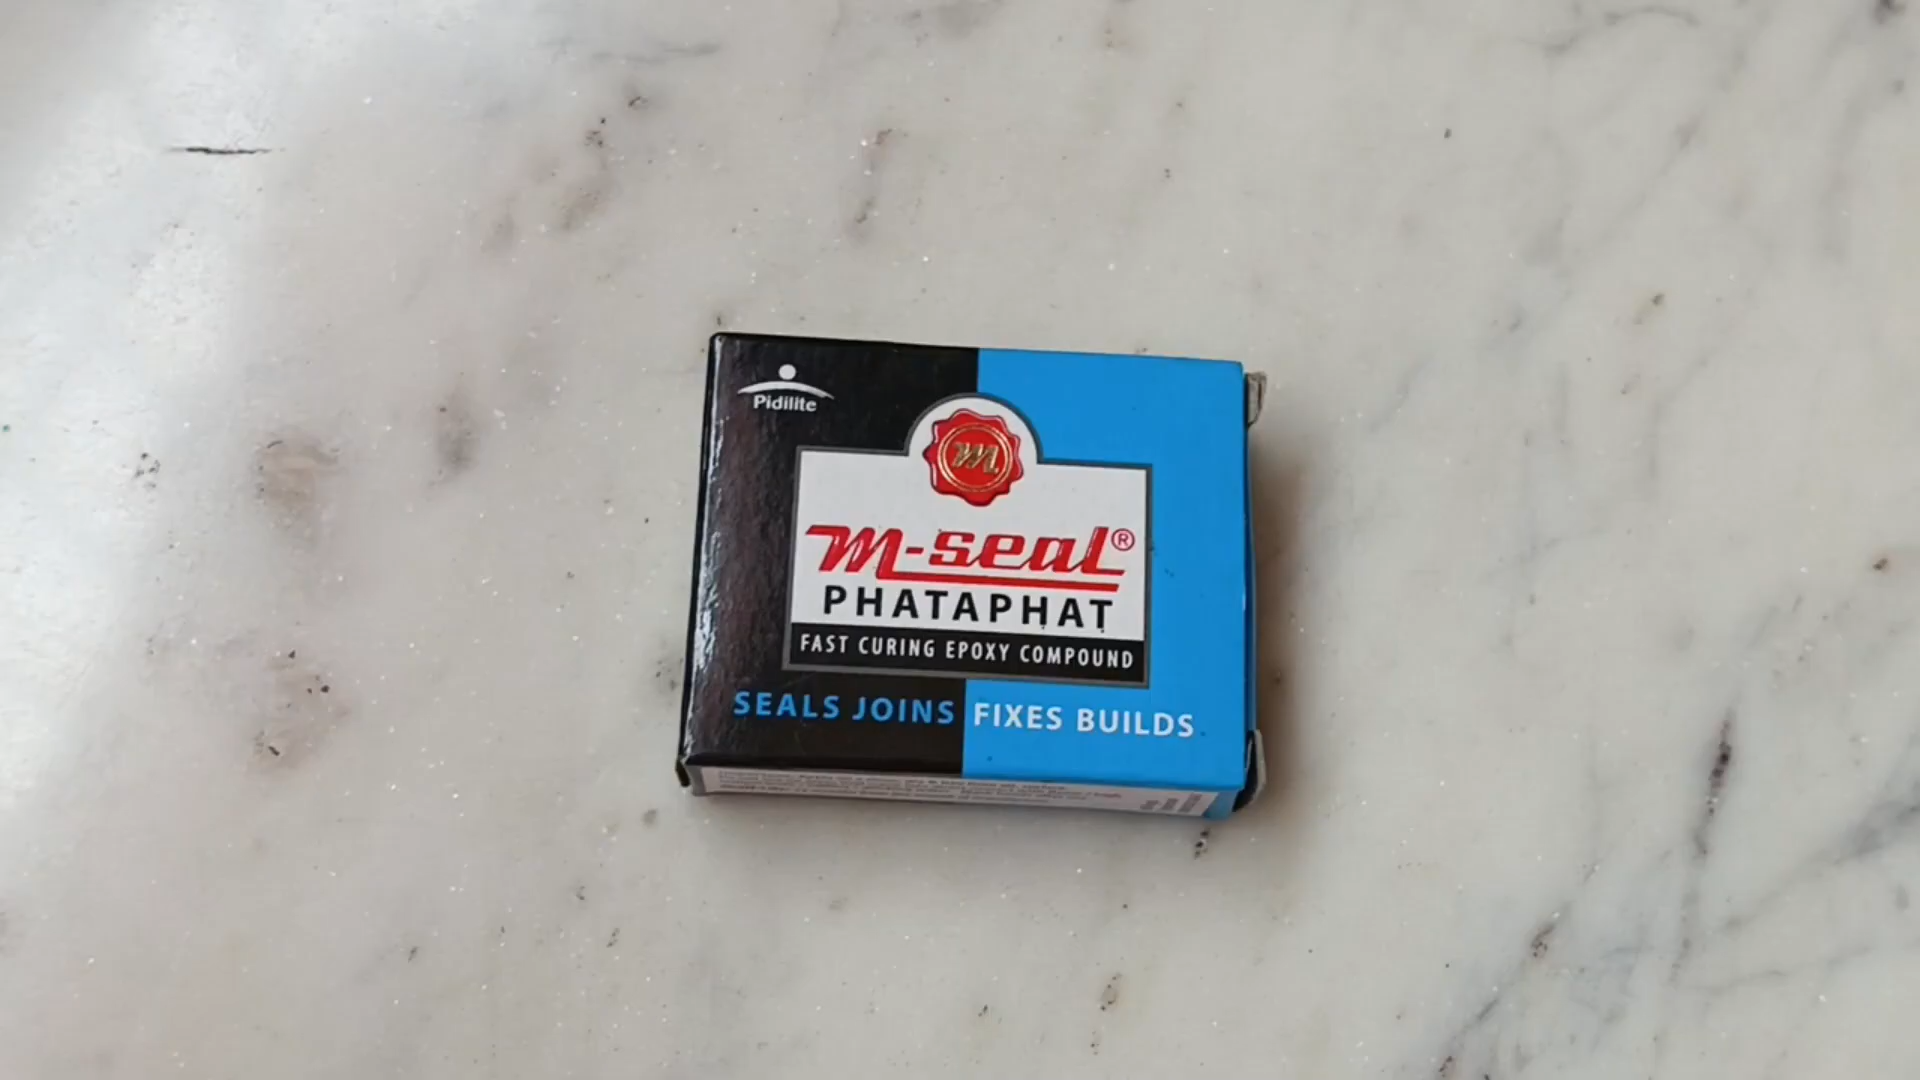 Pidilite
m
m-seal®
PHATAPHAT
FAST CURING EPOXY COMPOUND
SEALS JOINS FIXES BUILDS